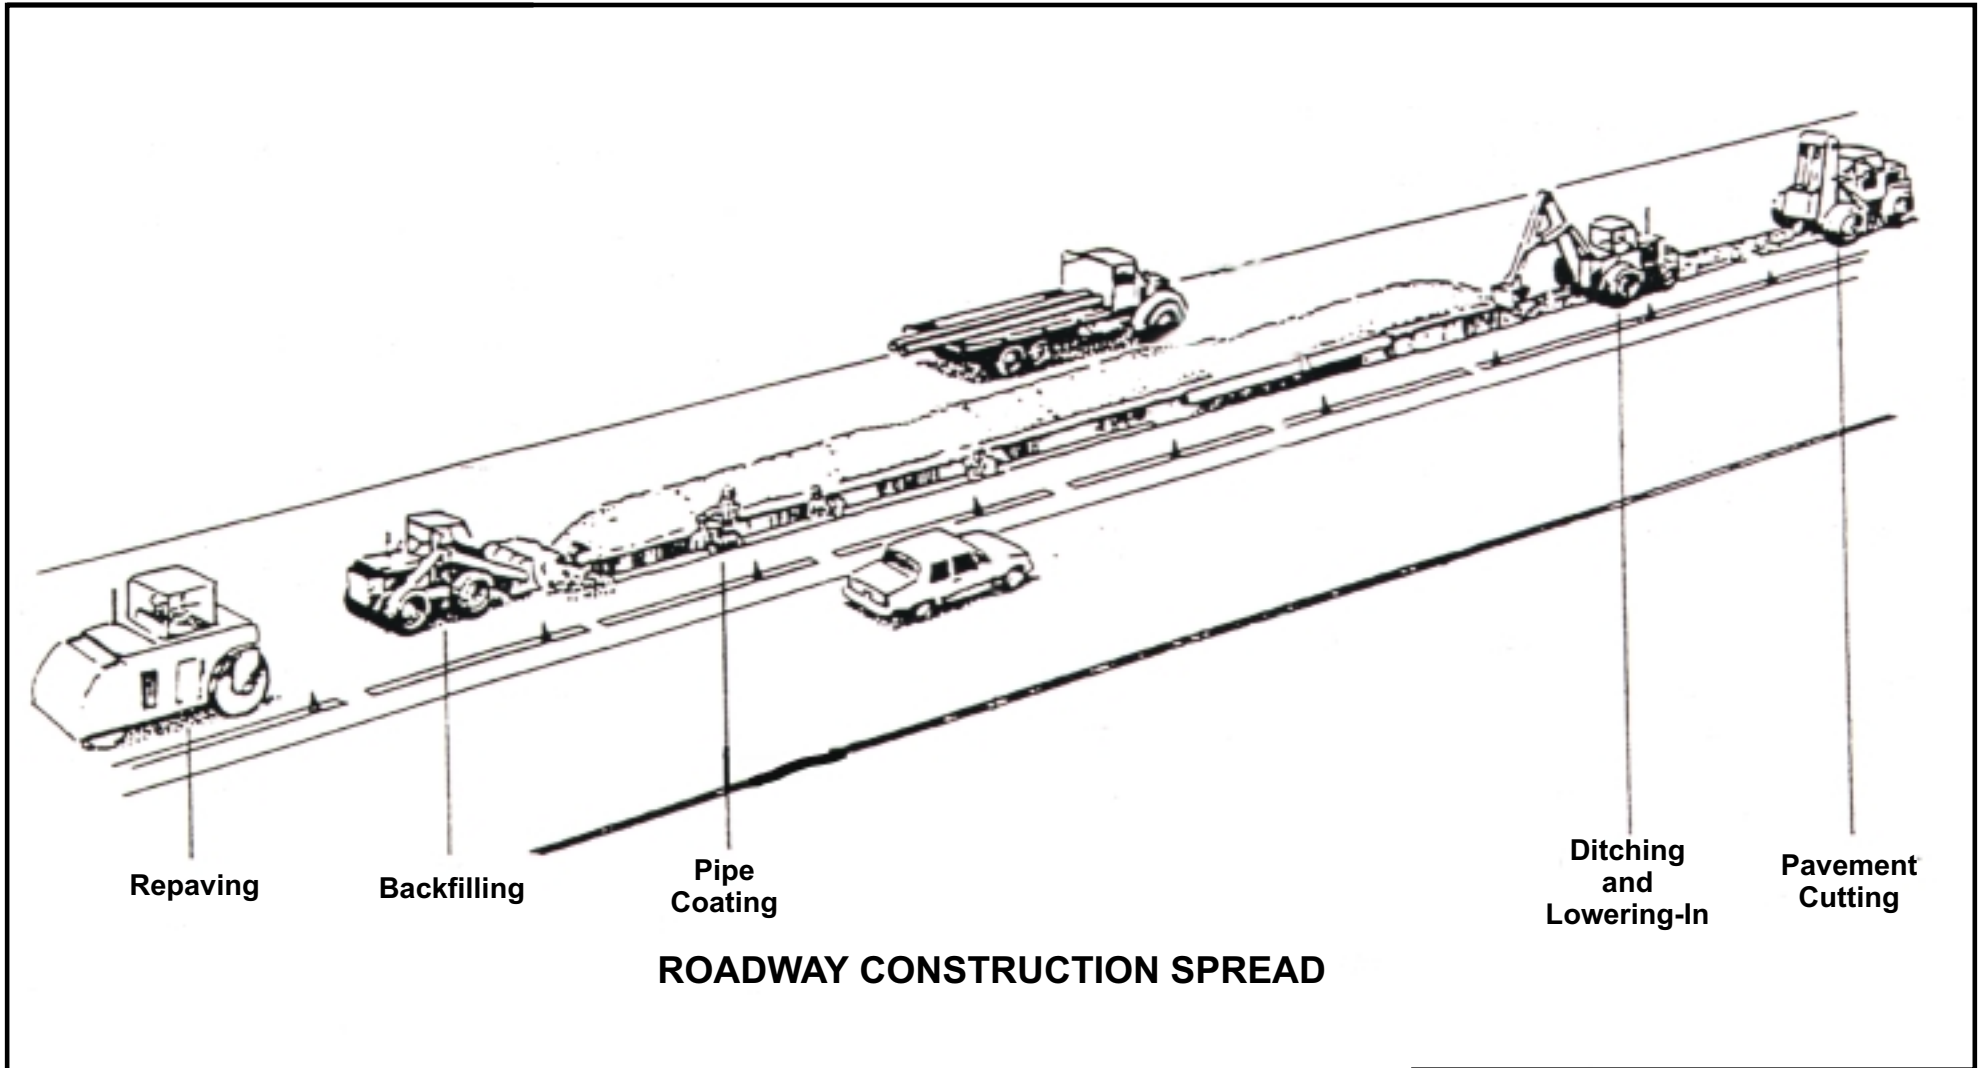 Repaving
Backfilling
Pipe
Coating
Ditching
and
Lowering-In
Pavement
Cutting
ROADWAY CONSTRUCTION SPREAD